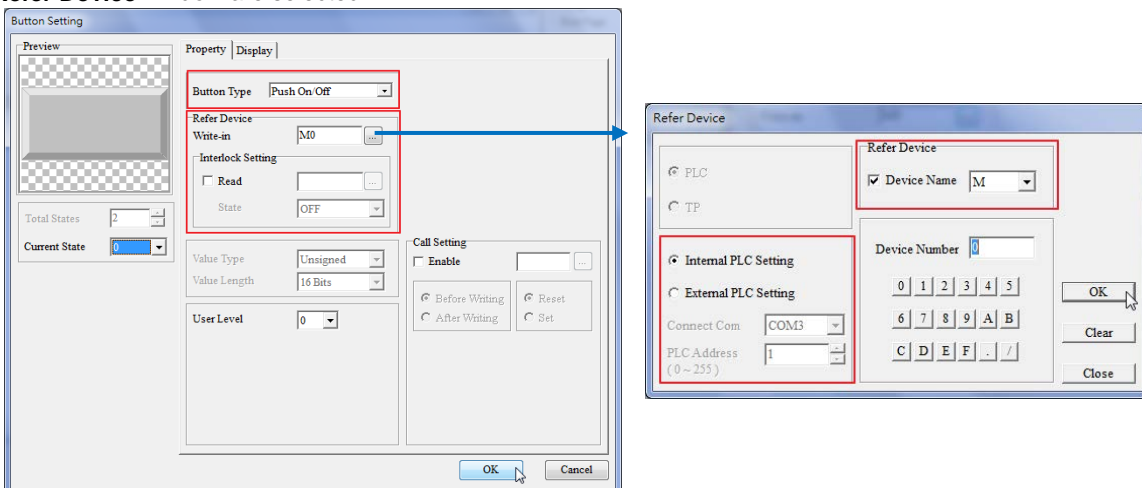 Button Setting
Preview
Total States 2
Current State 0
Property Display
Button Type Push On/Off
Refer Device
Write-in M0 ...
Interlock Setting
Read ...
State OFF
Value Type Unsigned
Value Length 16 Bits
User Level 0
Call Setting
Enable ...
Before Writing Reset
After Writing Set
OK Cancel
Refer Device
PLC
TP
Internal PLC Setting
External PLC Setting
Connect Com COM3
PLC Address 1
( 0 ~ 255 )
Refer Device
Device Name M
Device Number 0
0 1 2 3 4 5
6 7 8 9 A B
C D E F . /
OK
Clear
Close